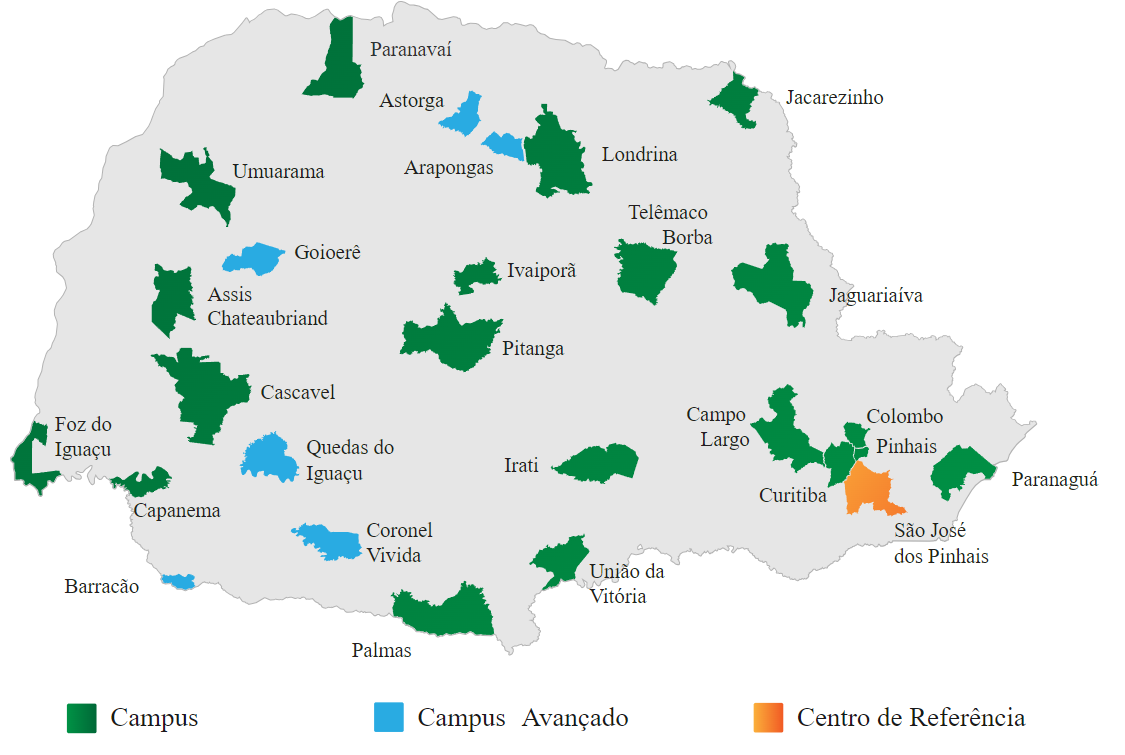 Paranavaí
Astorga
Jacarezinho
Arapongas
Londrina
Umuarama
Telêmaco
Borba
Goioerê
Ivaiporã
Assis
Chateaubriand
Jaguariaíva
Pitanga
Cascavel
Campo
Largo
Colombo
Pinhais
Foz do
Iguaçu
Quedas do
Iguaçu
Irati
Curitiba
Paranaguá
Capanema
Coronel
Vivida
São José
dos Pinhais
Barracão
União da
Vitória
Palmas
Campus
Campus Avançado
Centro de Referência